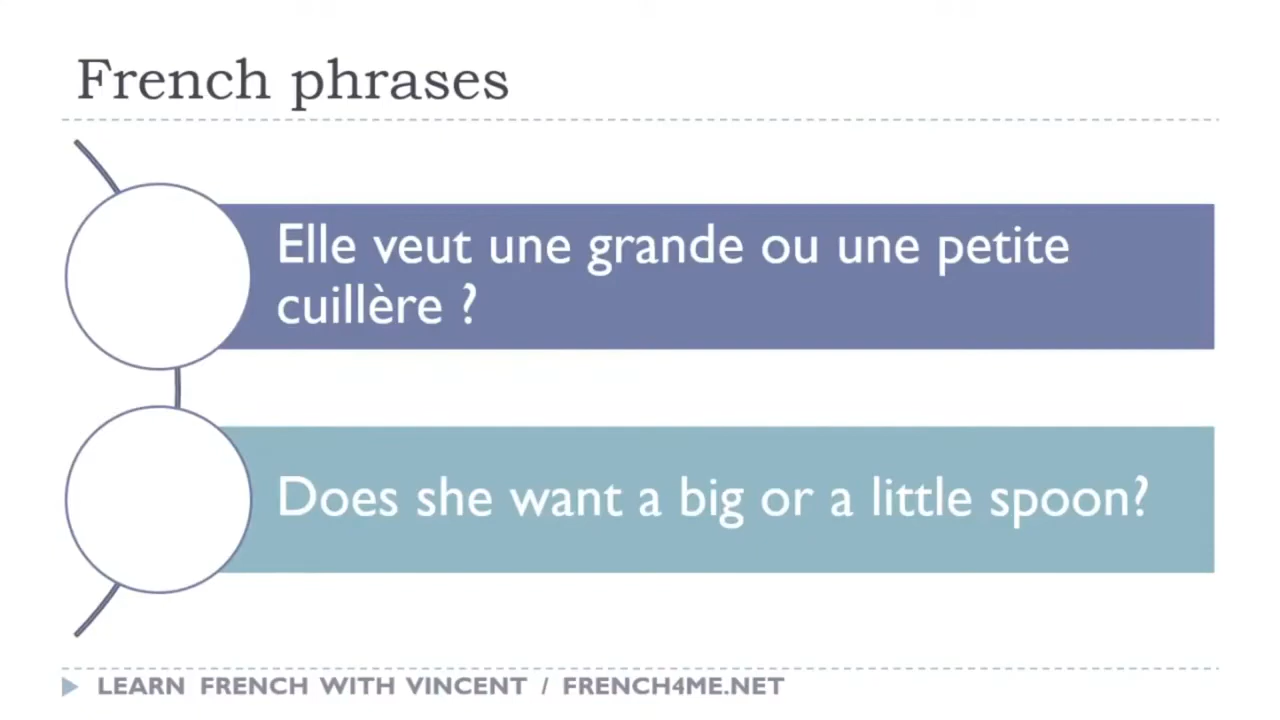 French phrases
Elle veut une grande ou une petite
cuillère ?
Does she want a big or a little spoon?
LEARN FRENCH WITH VINCENT / FRENCH4ME.NET